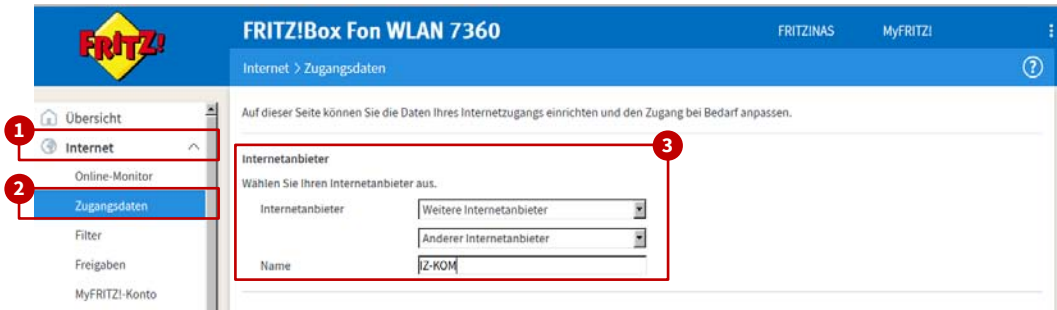 FRITZ!
FRITZ!Box Fon WLAN 7360
FRITZ!NAS
MyFRITZ!
Internet > Zugangsdaten
?
Auf dieser Seite können Sie die Daten Ihres Internetzugangs einrichten und den Zugang bei Bedarf anpassen.
Übersicht
1
Internet
Online-Monitor
2
Zugangsdaten
Filter
Freigaben
MyFRITZ!-Konto
3
Internetanbieter
Wählen Sie Ihren Internetanbieter aus.
Internetanbieter
Weitere Internetanbieter
Anderer Internetanbieter
Name
IZ-KOM